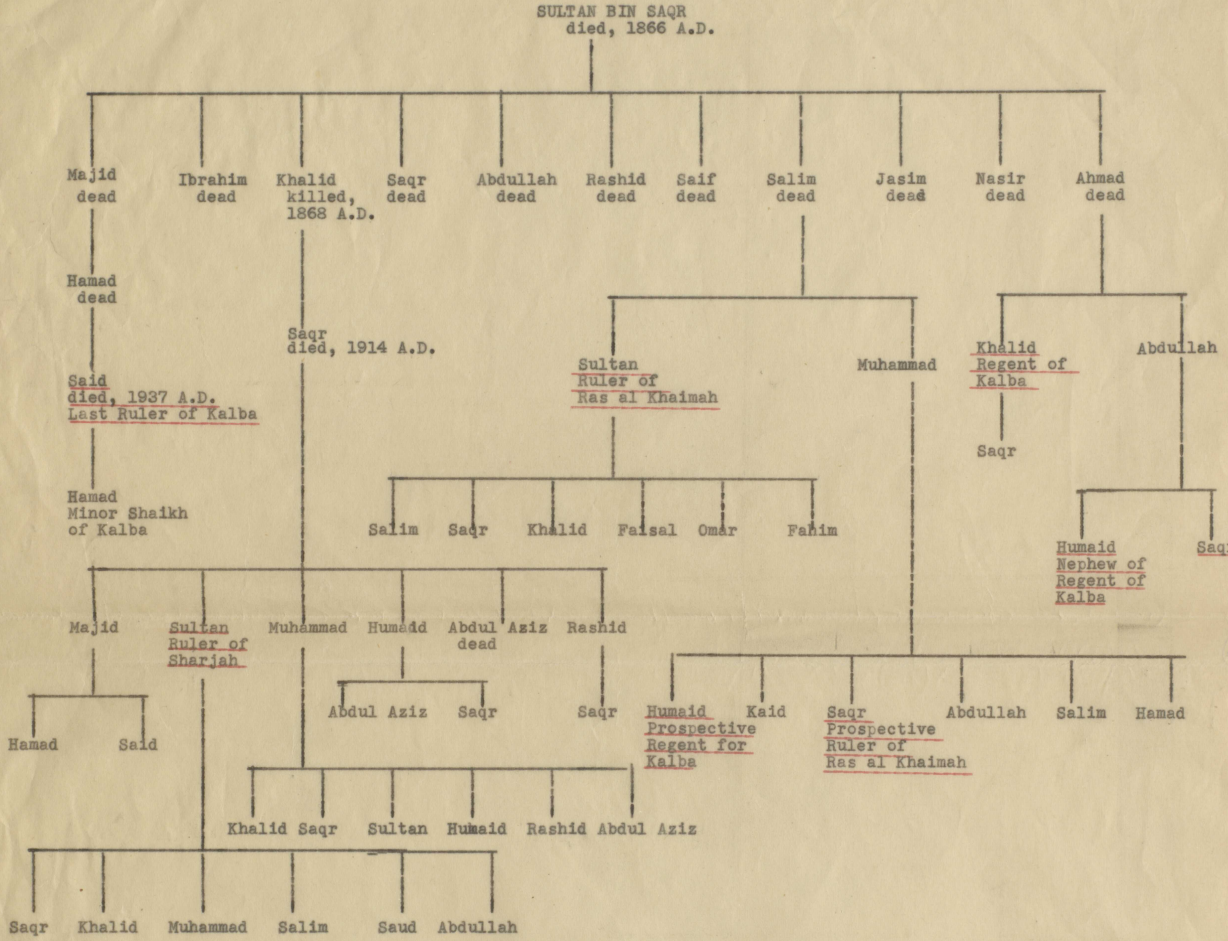 SULTAN BIN SAQR
died, 1866 A.D.
Majid
dead
Ibrahim
dead
Khalid
killed,
1868 A.D.
Saqr
dead
Abdullah
dead
Rashid
dead
Saif
dead
Salim
dead
Jasim
dead
Nasir
dead
Ahmad
dead
Hamad
dead
Saqr
died, 1914 A.D.
Sultan
Ruler of
Ras al Khaimah
Muhammad
Khalid
Regent of
Kalba
Abdullah
Said
died, 1937 A.D.
Last Ruler of Kalba
Saqr
Hamad
Minor Shaikh
of Kalba
Salim
Saqr
Khalid
Faisal
Omar
Fahim
Humaid
Nephew of
Regent of
Kalba
Saq
Majid
Sultan
Ruler of
Sharjah
Muhammad
Humaid
Abdul Aziz
dead
Rashid
Hamad
Said
Abdul Aziz
Saqr
Saqr
Humaid
Prospective
Regent for
Kalba
Kaid
Saqr
Prospective
Ruler of
Ras al Khaimah
Abdullah
Salim
Hamad
Khalid
Saqr
Sultan
Humaid
Rashid
Abdul Aziz
Saqr
Khalid
Muhammad
Salim
Saud
Abdullah